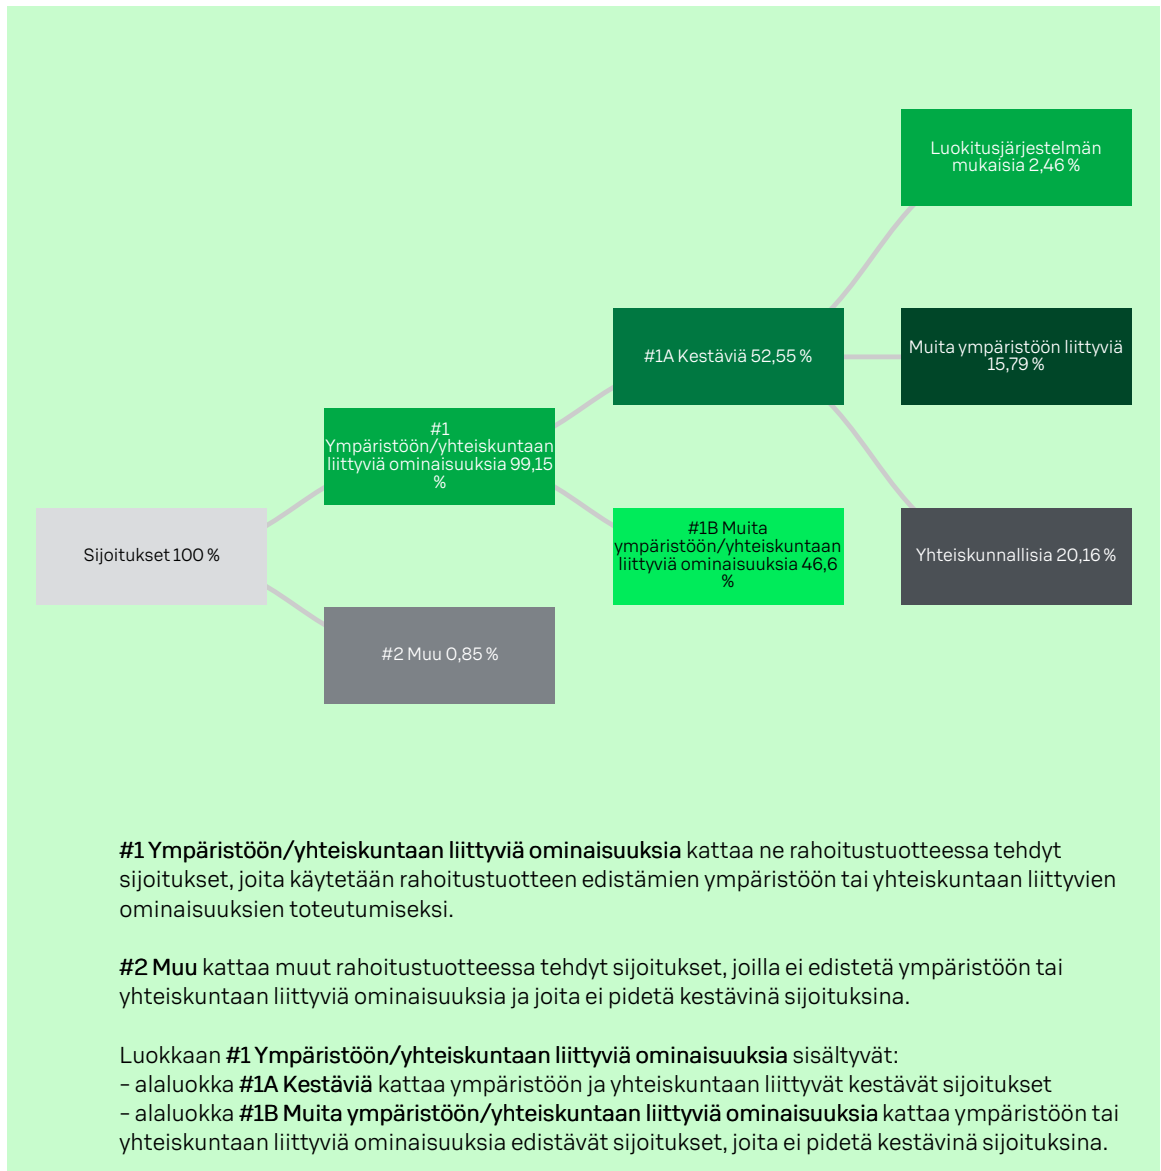 Luokitusjärjestelmän
mukaisia 2,46 %
#1A Kestäviä 52,55 %
Muita ympäristöön liittyviä
15,79 %
#1
Ympäristöön/yhteiskuntaan
liittyviä ominaisuuksia 99,15
%
Sijoitukset 100 %
#1B Muita
ympäristöön/yhteiskuntaan
liittyviä ominaisuuksia 46,6
%
Yhteiskunnallisia 20,16 %
#2 Muu 0,85 %
#1 Ympäristöön/yhteiskuntaan liittyviä ominaisuuksia kattaa ne rahoitustuotteessa tehdyt
sijoitukset, joita käytetään rahoitustuotteen edistämien ympäristöön tai yhteiskuntaan liittyvien
ominaisuuksien toteutumiseksi.
#2 Muu kattaa muut rahoitustuotteessa tehdyt sijoitukset, joilla ei edistetä ympäristöön tai
yhteiskuntaan liittyviä ominaisuuksia ja joita ei pidetä kestävinä sijoituksina.
Luokkaan #1 Ympäristöön/yhteiskuntaan liittyviä ominaisuuksia sisältyvät:
- alaluokka #1A Kestäviä kattaa ympäristöön ja yhteiskuntaan liittyvät kestävät sijoitukset
- alaluokka #1B Muita ympäristöön/yhteiskuntaan liittyviä ominaisuuksia kattaa ympäristöön tai
yhteiskuntaan liittyviä ominaisuuksia edistävät sijoitukset, joita ei pidetä kestävinä sijoituksina.